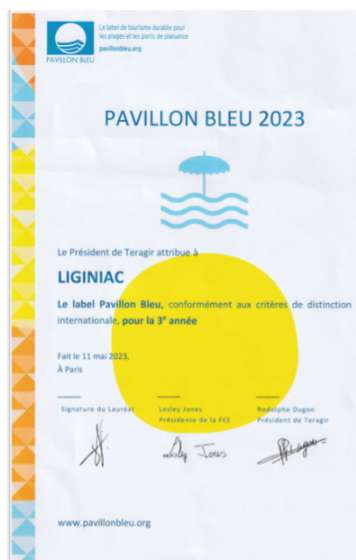 Le label de tourisme durable pour
les plages et les ports de plaisance
pavillonbleu.org
PAVILLON BLEU
PAVILLON BLEU 2023
Le Président de Teragir attribue à
LIGINIAC
Le label Pavillon Bleu, conformément aux critères de distinction
internationale, pour la 3e année
Fait le 11 mai 2023,
À Paris
Signature du Lauréat
Lesley Jones
Présidente de la FEE
Rodolphe Dugon
Président de Teragir
Lesley Jones
www.pavillonbleu.org